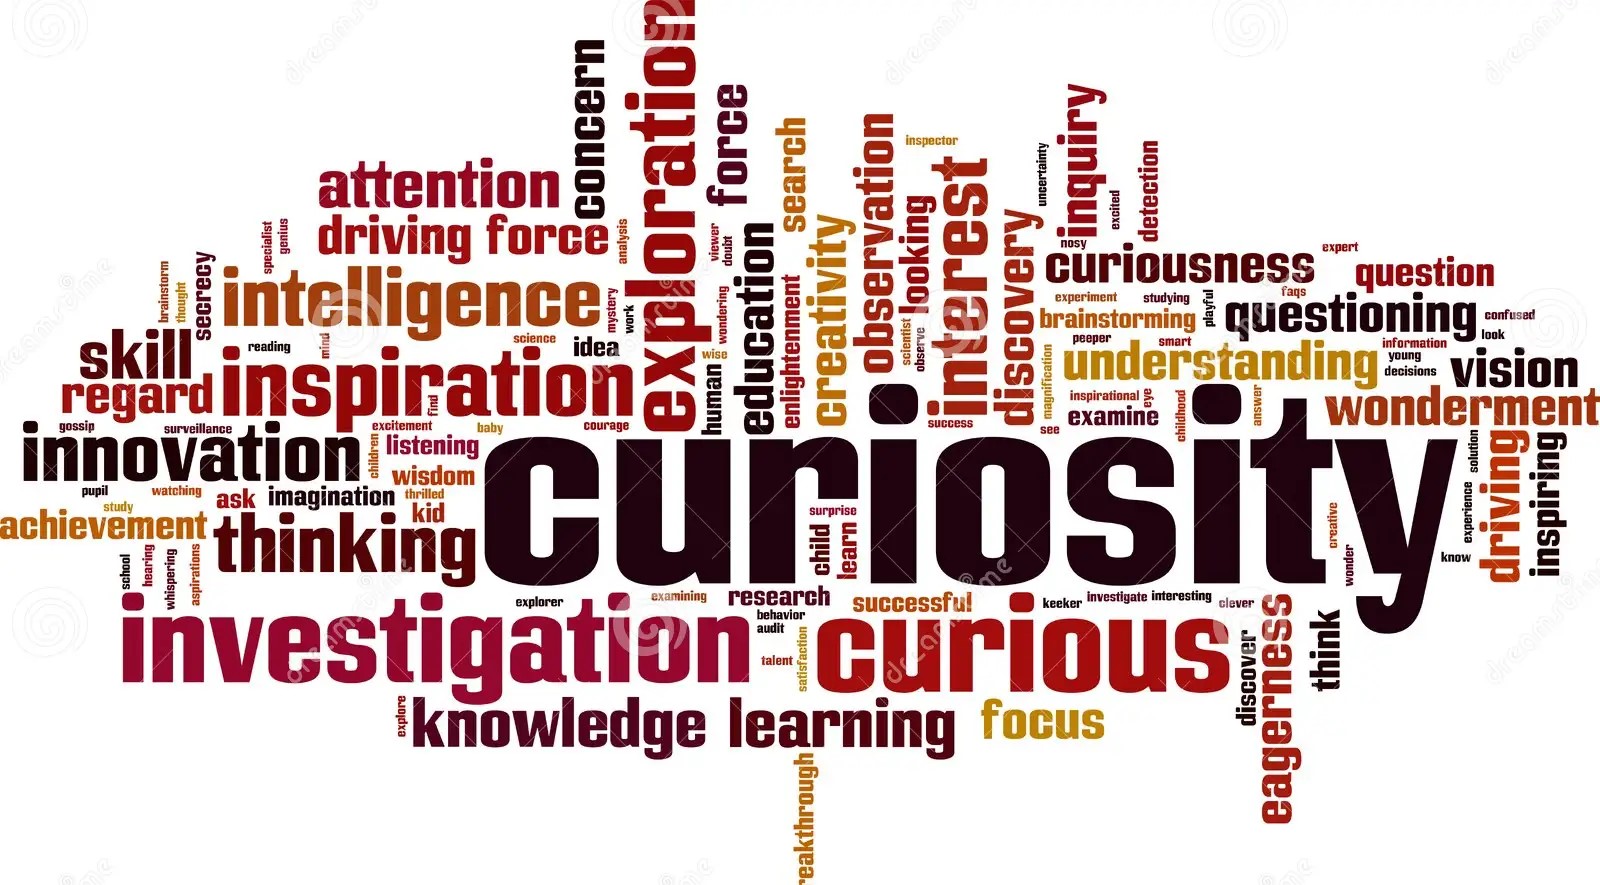 concern
exploration
force
search
observation
inspector
interest
uncertainty
inquiry
excited
detection
attention
driving force
analysis
specialist
genius
viewer
doubt
looking
discovery
nosy
curiousness
expert
question
brainstorm
thought
secrecy
intelligence
mystery
work
wondering
education
enlightenment
creativity
scientist
observe
experiment
studying
playful
faqs
questioning
confused
brainstorming
peeper
smart
information
look
skill
reading
mind
science
idea
wise
human
magnification
understanding
young
decisions
vision
regard
inspiration
find
inspirational
eye
childhood
answer
wonderment
gossip
surveillance
excitement
baby
courage
success
see
examine
innovation
children
listening
curiosity
solution
driving
inspiring
pupil
watching
ask
imagination
wisdom
thrilled
kid
study
achievement
thinking
surprise
child
learn
creative
wonder
experience
know
school
hearing
whispering
aspirations
explorer
examining
research
successful
keeker
investigate
interesting
clever
investigation
behavior
audit
talent
satisfaction
curious
discover
eagerness
think
explore
knowledge
learning
focus
reakthrough
dreamstime